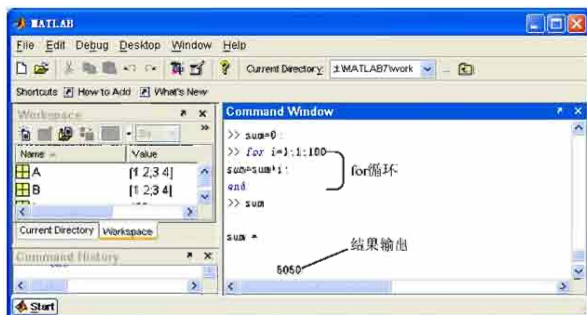 MATLAB
File Edit Debug Desktop Window Help
Current Directory: :\MATLAB7\work
Shortcuts How to Add What's New
Workspace
Name Value
A [1 2;3 4]
B [1 2;3 4]
Current Directory Workspace
Command History
Command Window
>> sum=0;
>> for i=1:1:100
sum=sum+i;
end
>> sum
for循环
sum =
5050
结果输出
Start